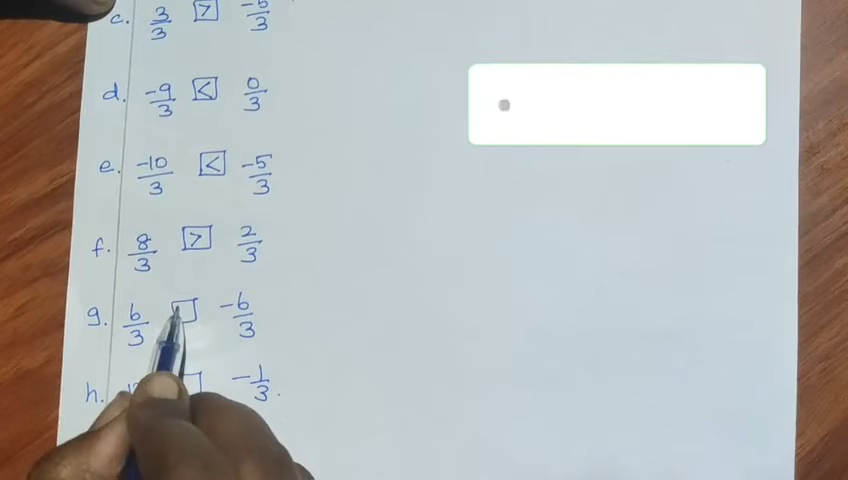 c. 3/3 > -5/3
d. -9/3 < 0/3
e. -10/3 < -5/3
f. 8/3 > 2/3
g. 6/3 □ -6/3
h. □ -1/3.